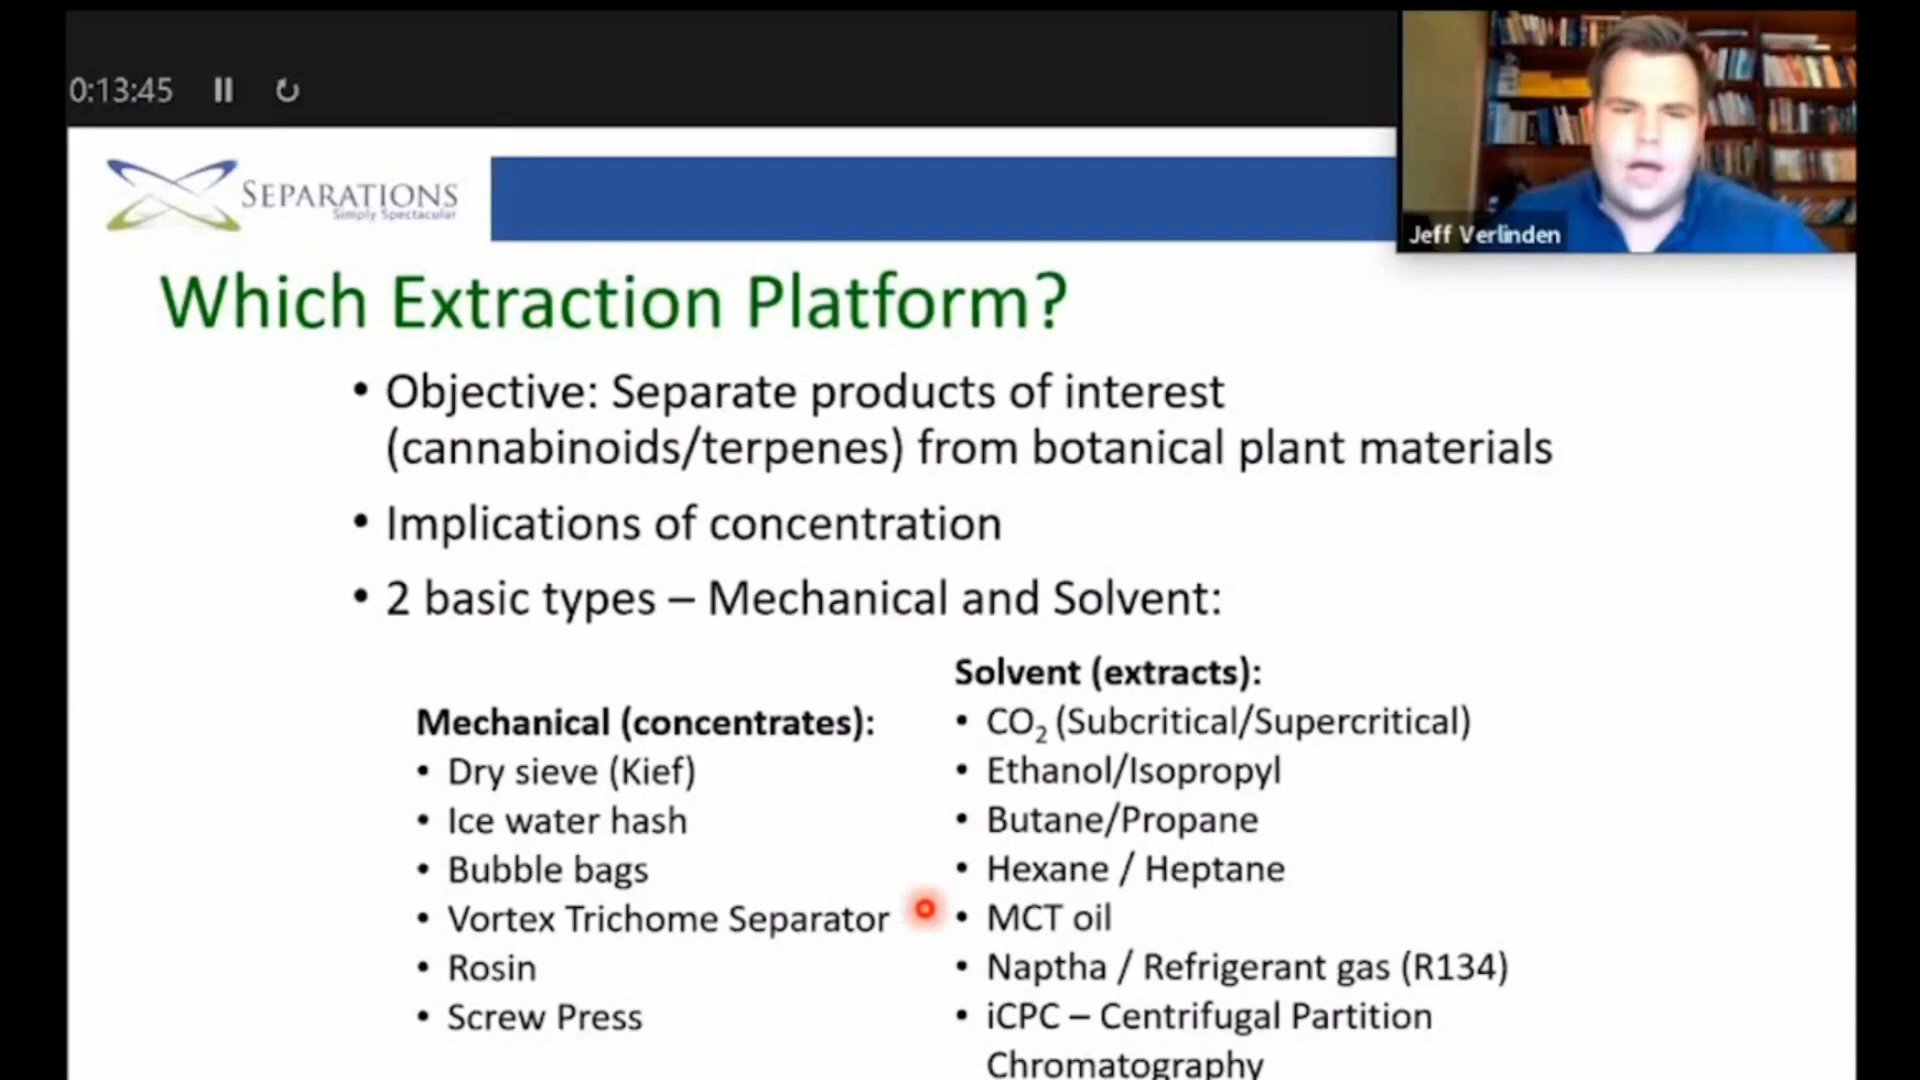 0:13:45
SEPARATIONS
Simply Spectacular
Jeff Verlinden
Which Extraction Platform?
• Objective: Separate products of interest
(cannabinoids/terpenes) from botanical plant materials
• Implications of concentration
• 2 basic types – Mechanical and Solvent:
Mechanical (concentrates):
• Dry sieve (Kief)
• Ice water hash
• Bubble bags
• Vortex Trichome Separator
• Rosin
• Screw Press
Solvent (extracts):
• CO₂ (Subcritical/Supercritical)
• Ethanol/Isopropyl
• Butane/Propane
• Hexane / Heptane
• MCT oil
• Naptha / Refrigerant gas (R134)
• iCPC – Centrifugal Partition
Chromatography